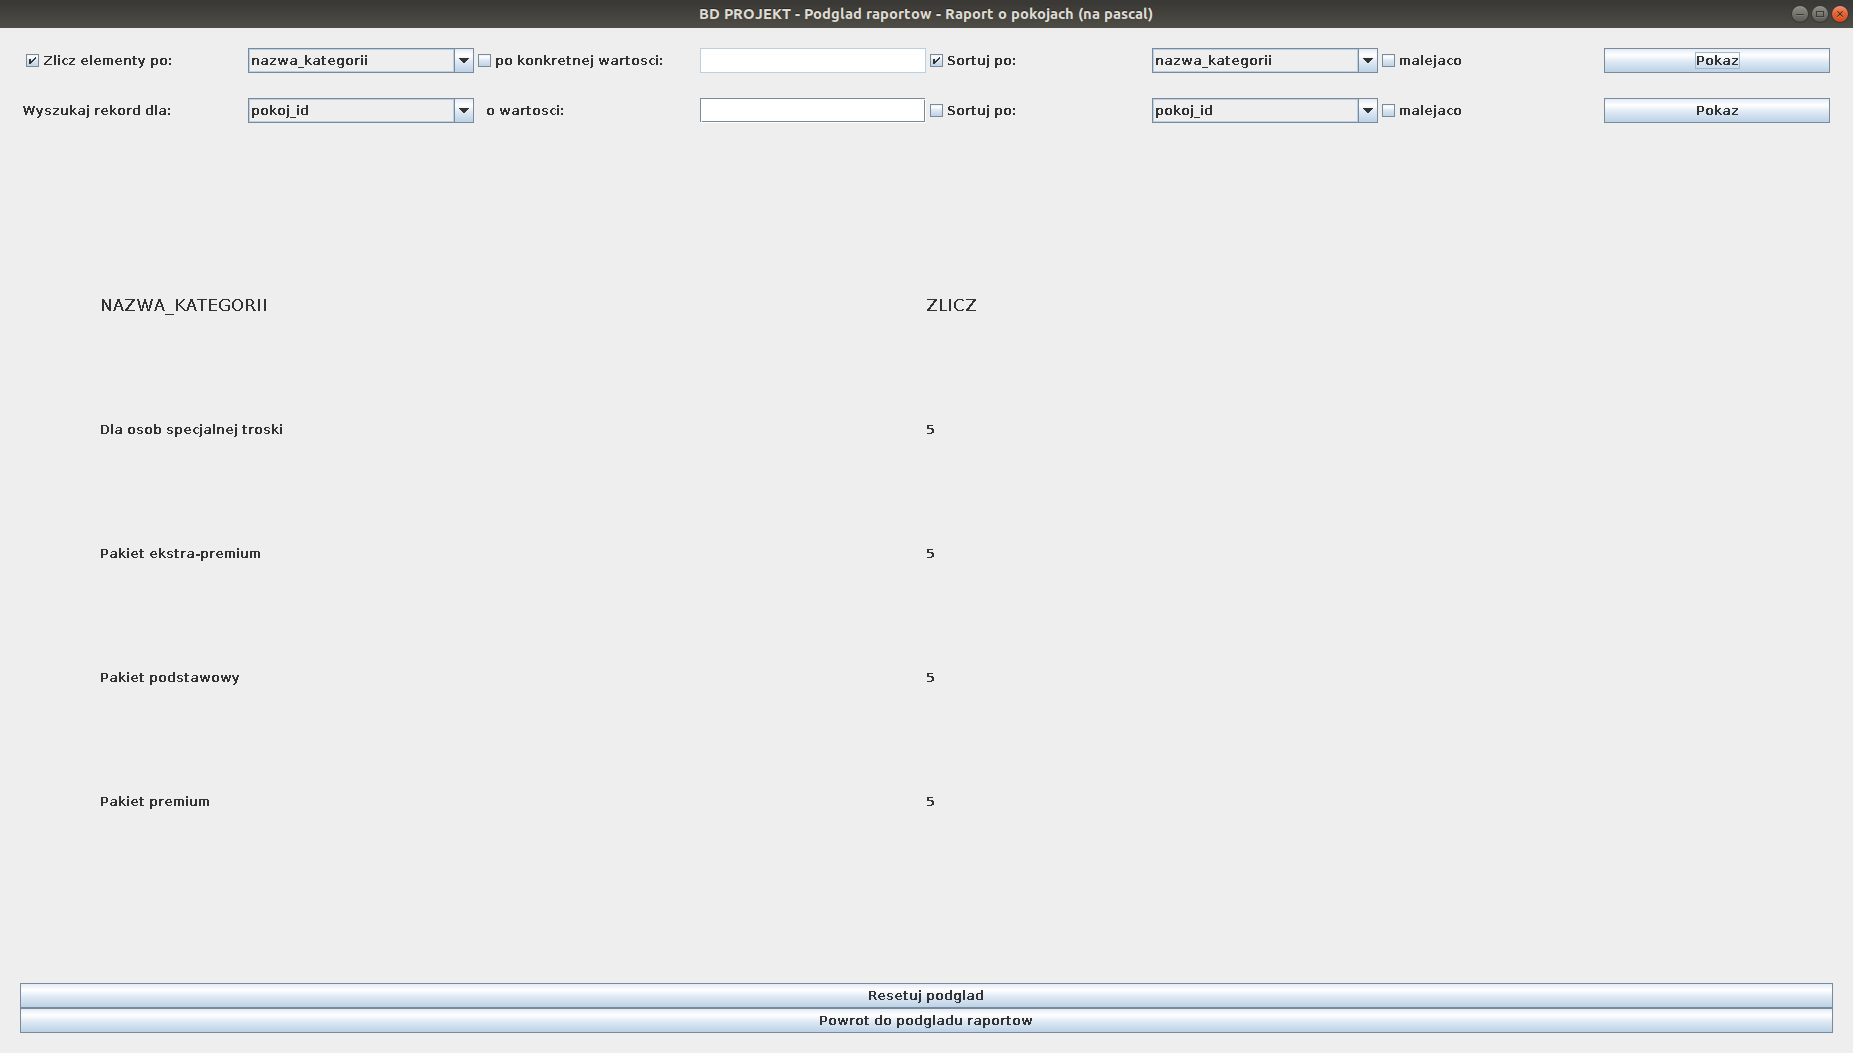 BD PROJEKT - Podglad raportow - Raport o pokojach (na pascal)
Zlicz elementy po: nazwa_kategorii po konkretnej wartosci: Sortuj po: nazwa_kategorii malejaco Pokaz
Wyszukaj rekord dla: pokoj_id o wartosci: Sortuj po: pokoj_id malejaco Pokaz
NAZWA_KATEGORII ZLICZ
Dla osob specjalnej troski 5
Pakiet ekstra-premium 5
Pakiet podstawowy 5
Pakiet premium 5
Resetuj podglad
Powrot do podgladu raportow